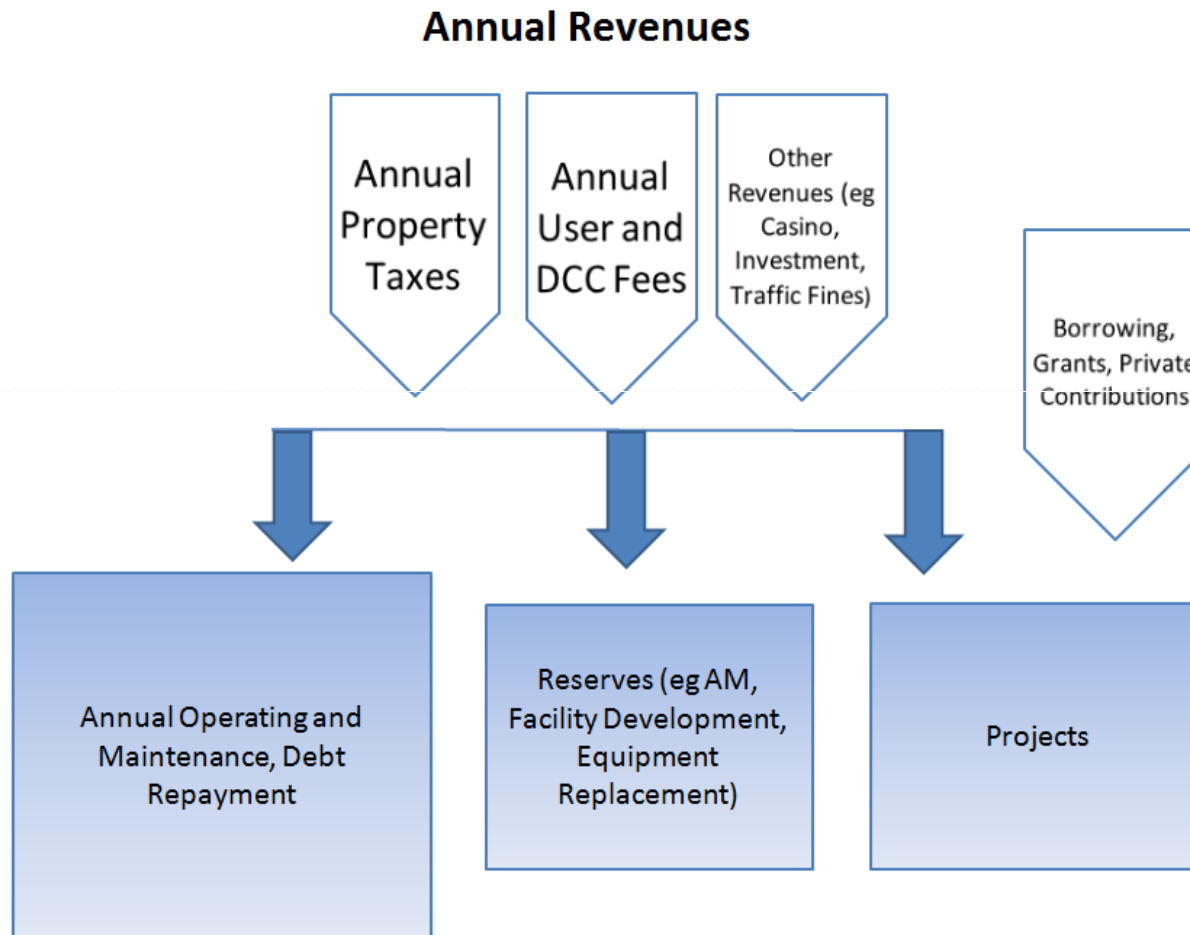 Annual Revenues
Annual
Property
Taxes
Annual
User and
DCC Fees
Other
Revenues (eg
Casino,
Investment,
Traffic Fines)
Borrowing,
Grants, Private
Contributions
Annual Operating and
Maintenance, Debt
Repayment
Reserves (eg AM,
Facility Development,
Equipment
Replacement)
Projects